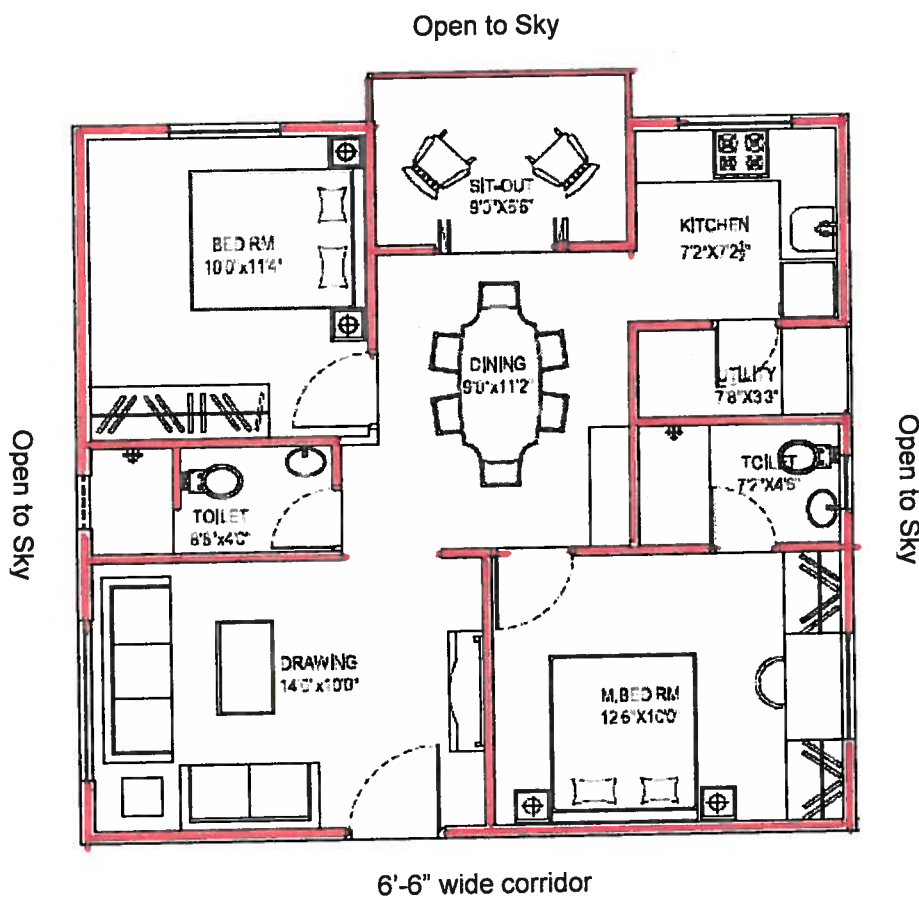 Open to Sky
SIT-OUT
9'0"X5'6"
KITCHEN
7'2"X7'2½"
BED RM
10'0"x11'4"
DINING
9'0"x11'2"
UTILITY
7'8"X3'3"
Open to Sky
Open to Sky
TOILET
7'2"X4'6"
TOILET
8'8"x4'0"
DRAWING
14'6"x10'0"
M.BED RM
12'6"X10'0"
6'-6" wide corridor